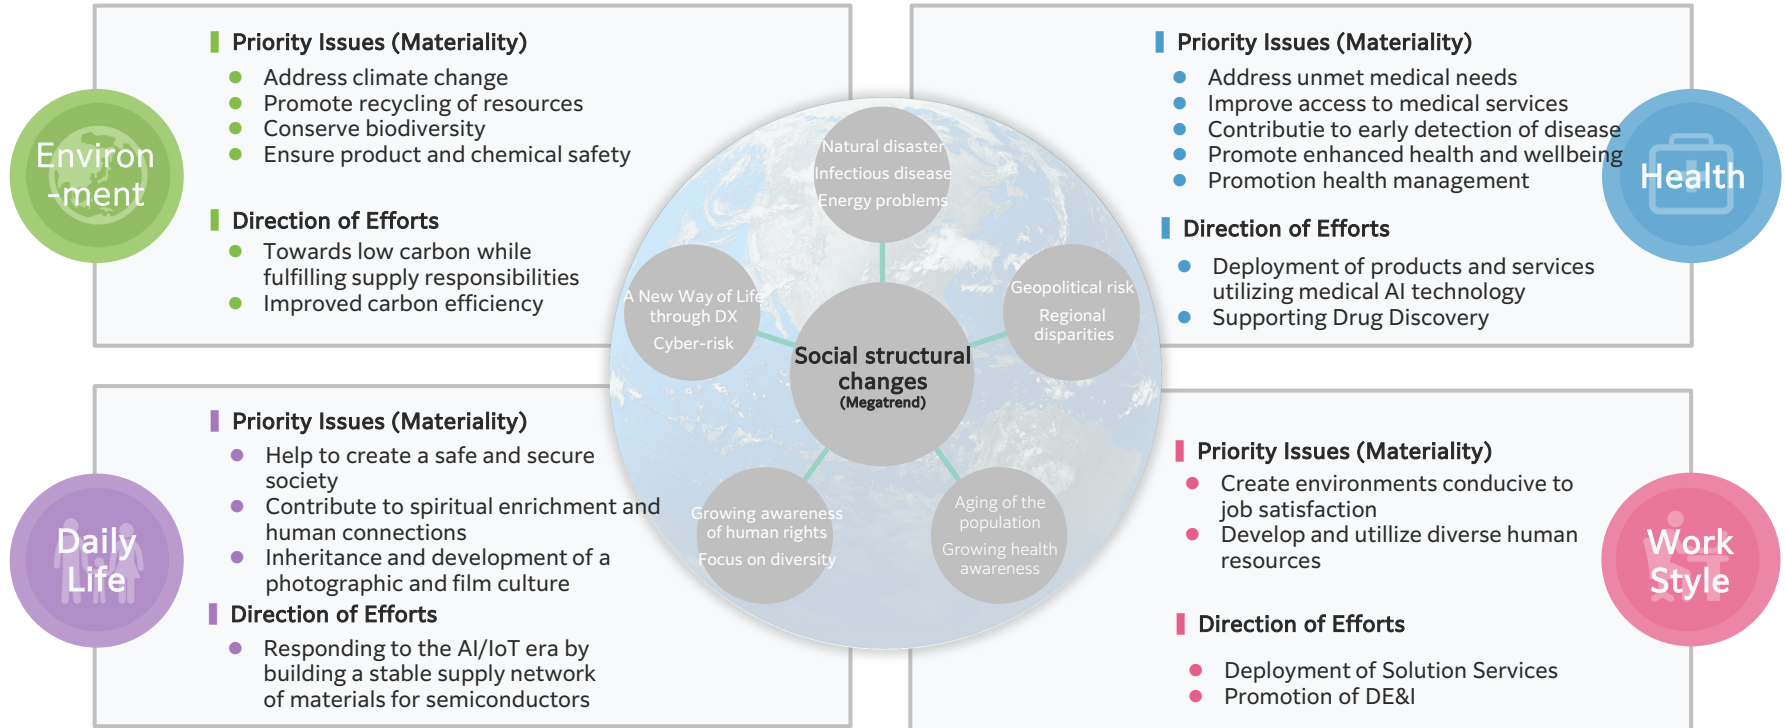 Environ
-ment
Priority Issues (Materiality)
Address climate change
Promote recycling of resources
Conserve biodiversity
Ensure product and chemical safety
Direction of Efforts
Towards low carbon while
fulfilling supply responsibilities
Improved carbon efficiency
Priority Issues (Materiality)
Address unmet medical needs
Improve access to medical services
Contributie to early detection of disease
Promote enhanced health and wellbeing
Promotion health management
Direction of Efforts
Deployment of products and services
utilizing medical AI technology
Supporting Drug Discovery
Health
Natural disaster
Infectious disease
Energy problems
A New Way of Life
through DX
Cyber-risk
Geopolitical risk
Regional
disparities
Social structural
changes
(Megatrend)
Growing awareness
of human rights
Focus on diversity
Aging of the
population
Growing health
awareness
Daily
Life
Priority Issues (Materiality)
Help to create a safe and secure
society
Contribute to spiritual enrichment and
human connections
Inheritance and development of a
photographic and film culture
Direction of Efforts
Responding to the AI/IoT era by
building a stable supply network
of materials for semiconductors
Priority Issues (Materiality)
Create environments conducive to
job satisfaction
Develop and utillize diverse human
resources
Direction of Efforts
Deployment of Solution Services
Promotion of DE&I
Work
Style